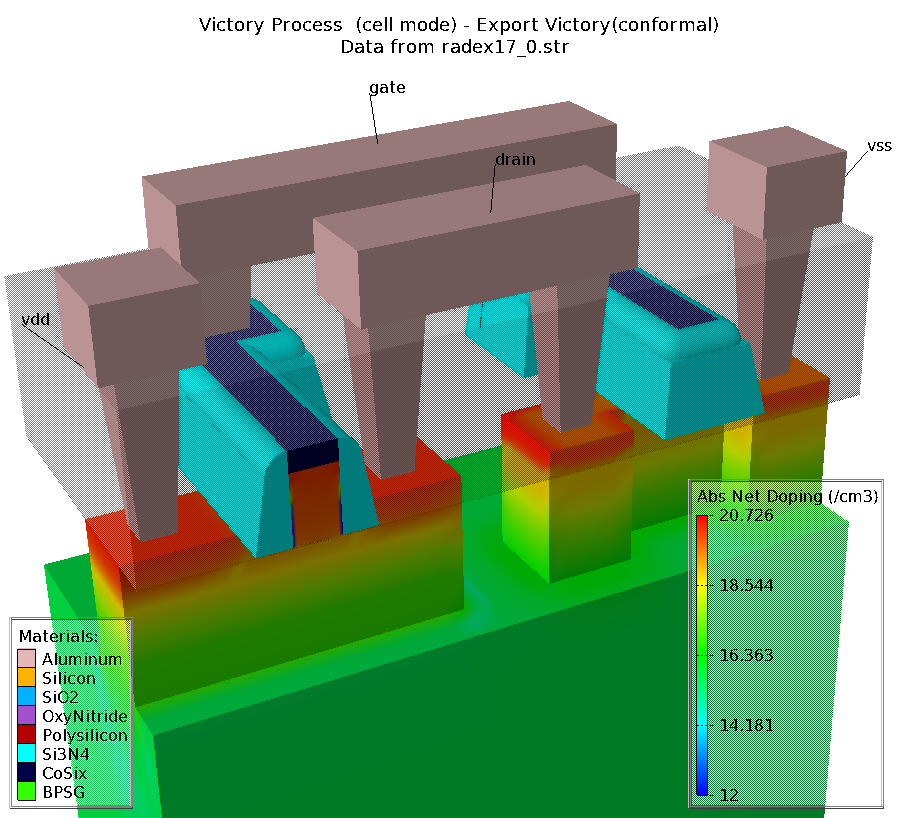 Victory Process  (cell mode) - Export Victory(conformal)
Data from radex17_0.str
gate
drain
vss
vdd
Abs Net Doping (/cm3)
20.726
18.544
16.363
14.181
12
Materials:
Aluminum
Silicon
SiO2
OxyNitride
Polysilicon
Si3N4
CoSix
BPSG